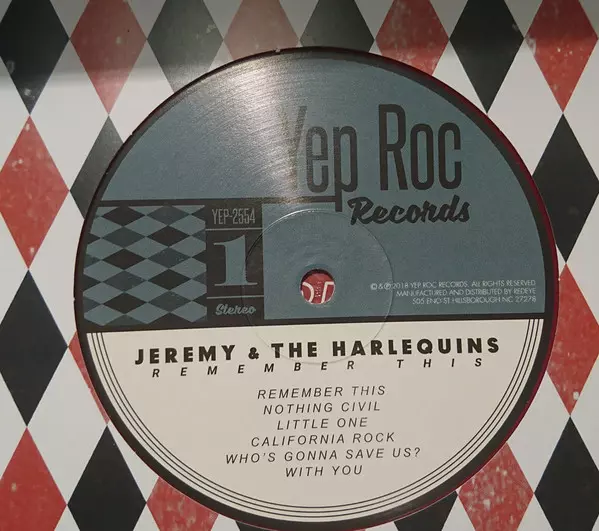 Yep Roc
Records
YEP-2554
1
Stereo
© & ℗ 2018 YEP ROC RECORDS. ALL RIGHTS RESERVED
MANUFACTURED AND DISTRIBUTED BY REDEYE
505 ENO ST HILLSBOROUGH NC 27278
JEREMY & THE HARLEQUINS
REMEMBER THIS
REMEMBER THIS
NOTHING CIVIL
LITTLE ONE
CALIFORNIA ROCK
WHO'S GONNA SAVE US?
WITH YOU